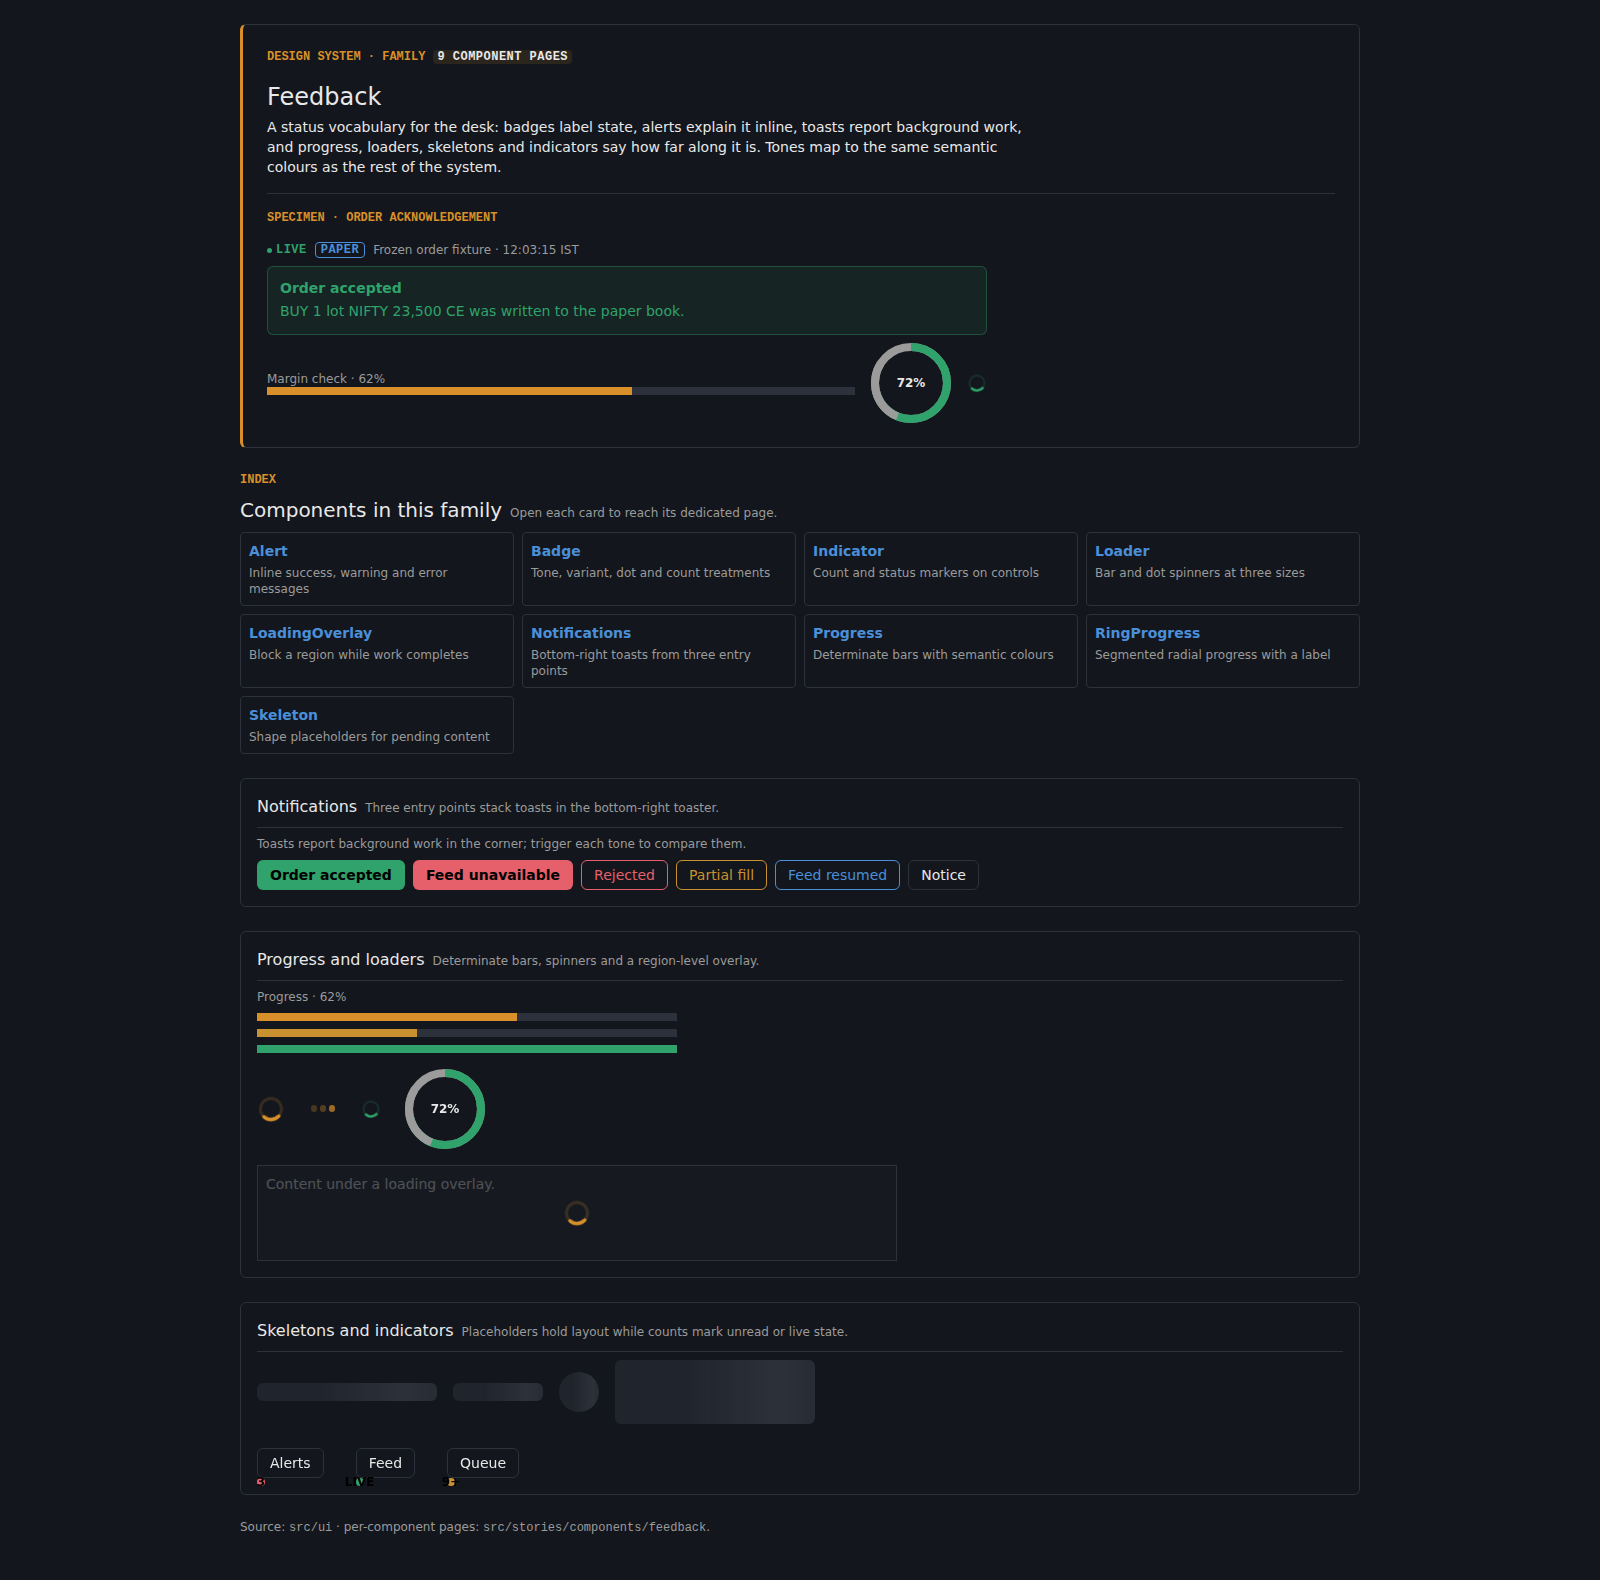 DESIGN SYSTEM · FAMILY 9 COMPONENT PAGES
Feedback
A status vocabulary for the desk: badges label state, alerts explain it inline, toasts report background work,
and progress, loaders, skeletons and indicators say how far along it is. Tones map to the same semantic
colours as the rest of the system.
SPECIMEN · ORDER ACKNOWLEDGEMENT
LIVE PAPER Frozen order fixture · 12:03:15 IST
Order accepted
BUY 1 lot NIFTY 23,500 CE was written to the paper book.
Margin check · 62%
72%
INDEX
Components in this family Open each card to reach its dedicated page.
Alert
Inline success, warning and error
messages
Badge
Tone, variant, dot and count treatments
Indicator
Count and status markers on controls
Loader
Bar and dot spinners at three sizes
LoadingOverlay
Block a region while work completes
Notifications
Bottom-right toasts from three entry
points
Progress
Determinate bars with semantic colours
RingProgress
Segmented radial progress with a label
Skeleton
Shape placeholders for pending content
Notifications Three entry points stack toasts in the bottom-right toaster.
Toasts report background work in the corner; trigger each tone to compare them.
Order accepted Feed unavailable Rejected Partial fill Feed resumed Notice
Progress and loaders Determinate bars, spinners and a region-level overlay.
Progress · 62%
72%
Content under a loading overlay.
Skeletons and indicators Placeholders hold layout while counts mark unread or live state.
Alerts Feed Queue
LIVE
Source: src/ui · per-component pages: src/stories/components/feedback.